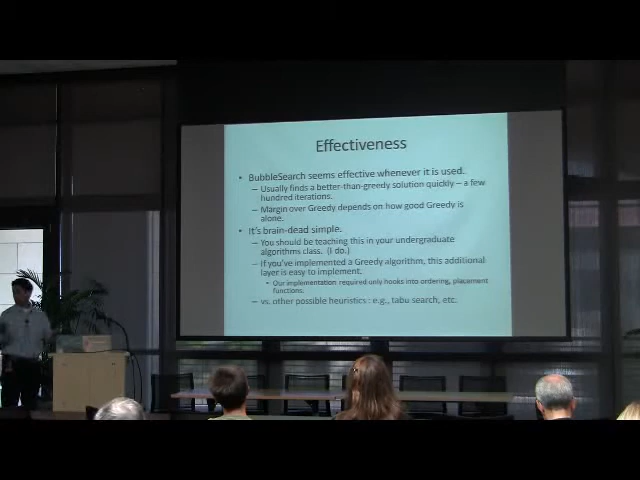 Effectiveness
• BubbleSearch seems effective whenever it is used.
– Usually finds a better-than-greedy solution quickly – a few
hundred iterations.
– Margin over Greedy depends on how good Greedy is
alone.
• It's brain-dead simple.
– You should be teaching this in your undergraduate
algorithms class. (I do.)
– If you've implemented a Greedy algorithm, this additional
layer is easy to implement.
• Our implementation required only hooks into ordering, placement
functions.
– vs. other possible heuristics : e.g., tabu search, etc.